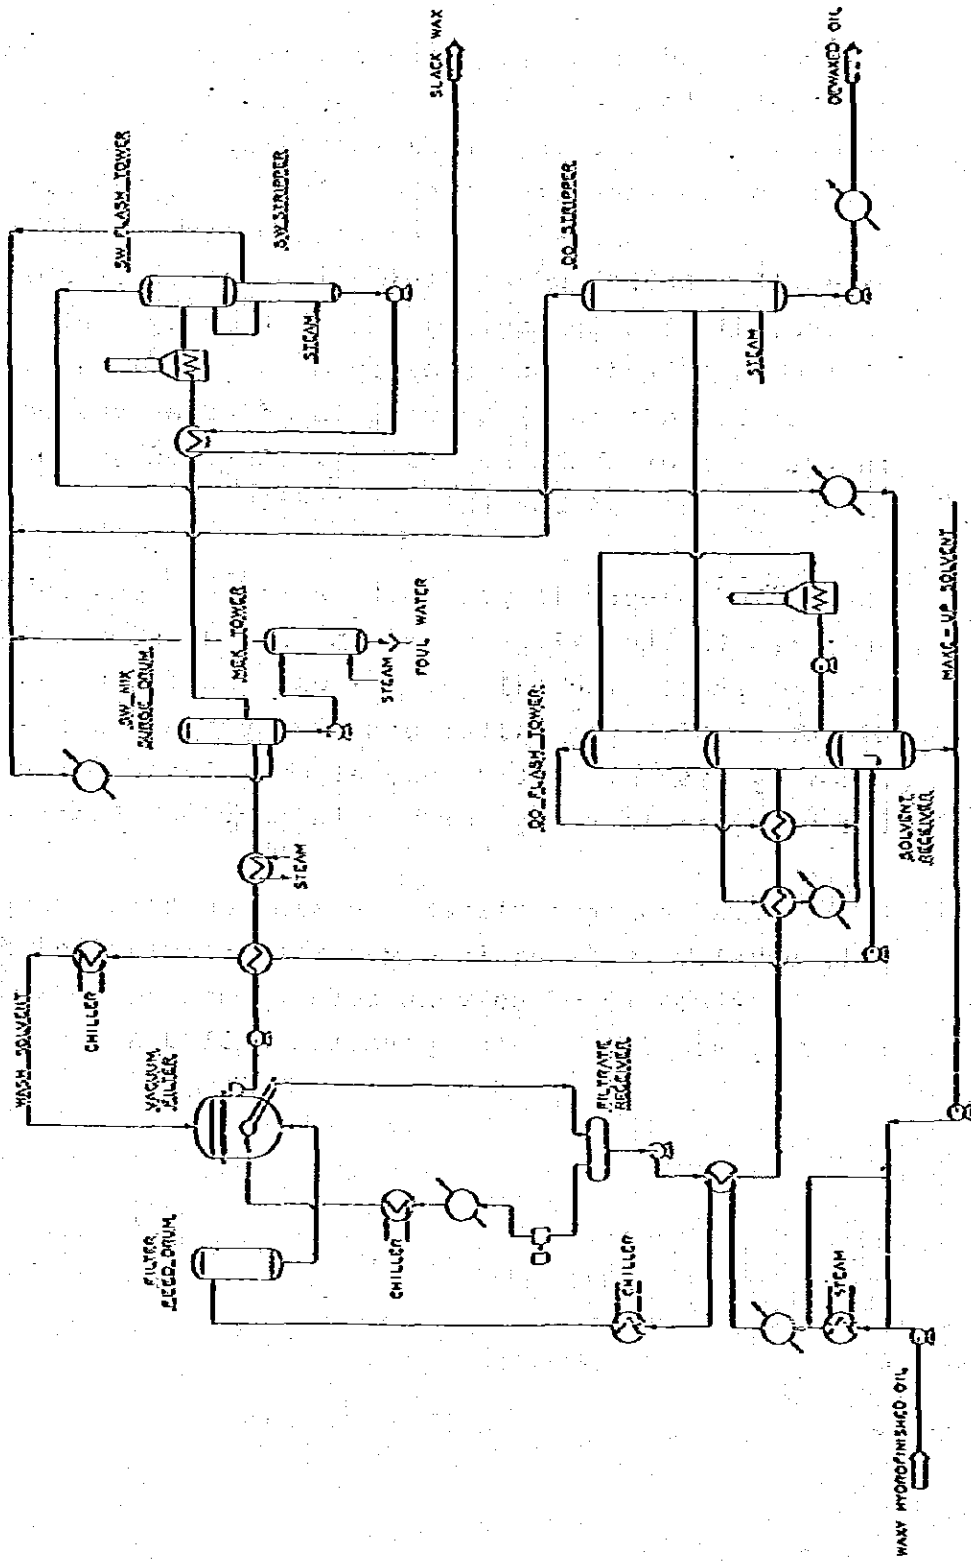 SLACK WAX
DEWAXED OIL
SW FLASH TOWER
SW STRIPPER
STEAM
DO STRIPPER
STEAM
MEK TOWER
STEAM
FOUL WATER
SW MIX
SURGE DRUM
MAKE-UP SOLVENT
DO FLASH TOWER
SOLVENT
RECEIVER
STEAM
WASH SOLVENT
CHILLER
VACUUM
FILTER
FILTRATE
RECEIVER
FILTER
FEED DRUM
CHILLER
CHILLER
STEAM
WAXY HYDROFINISHED OIL